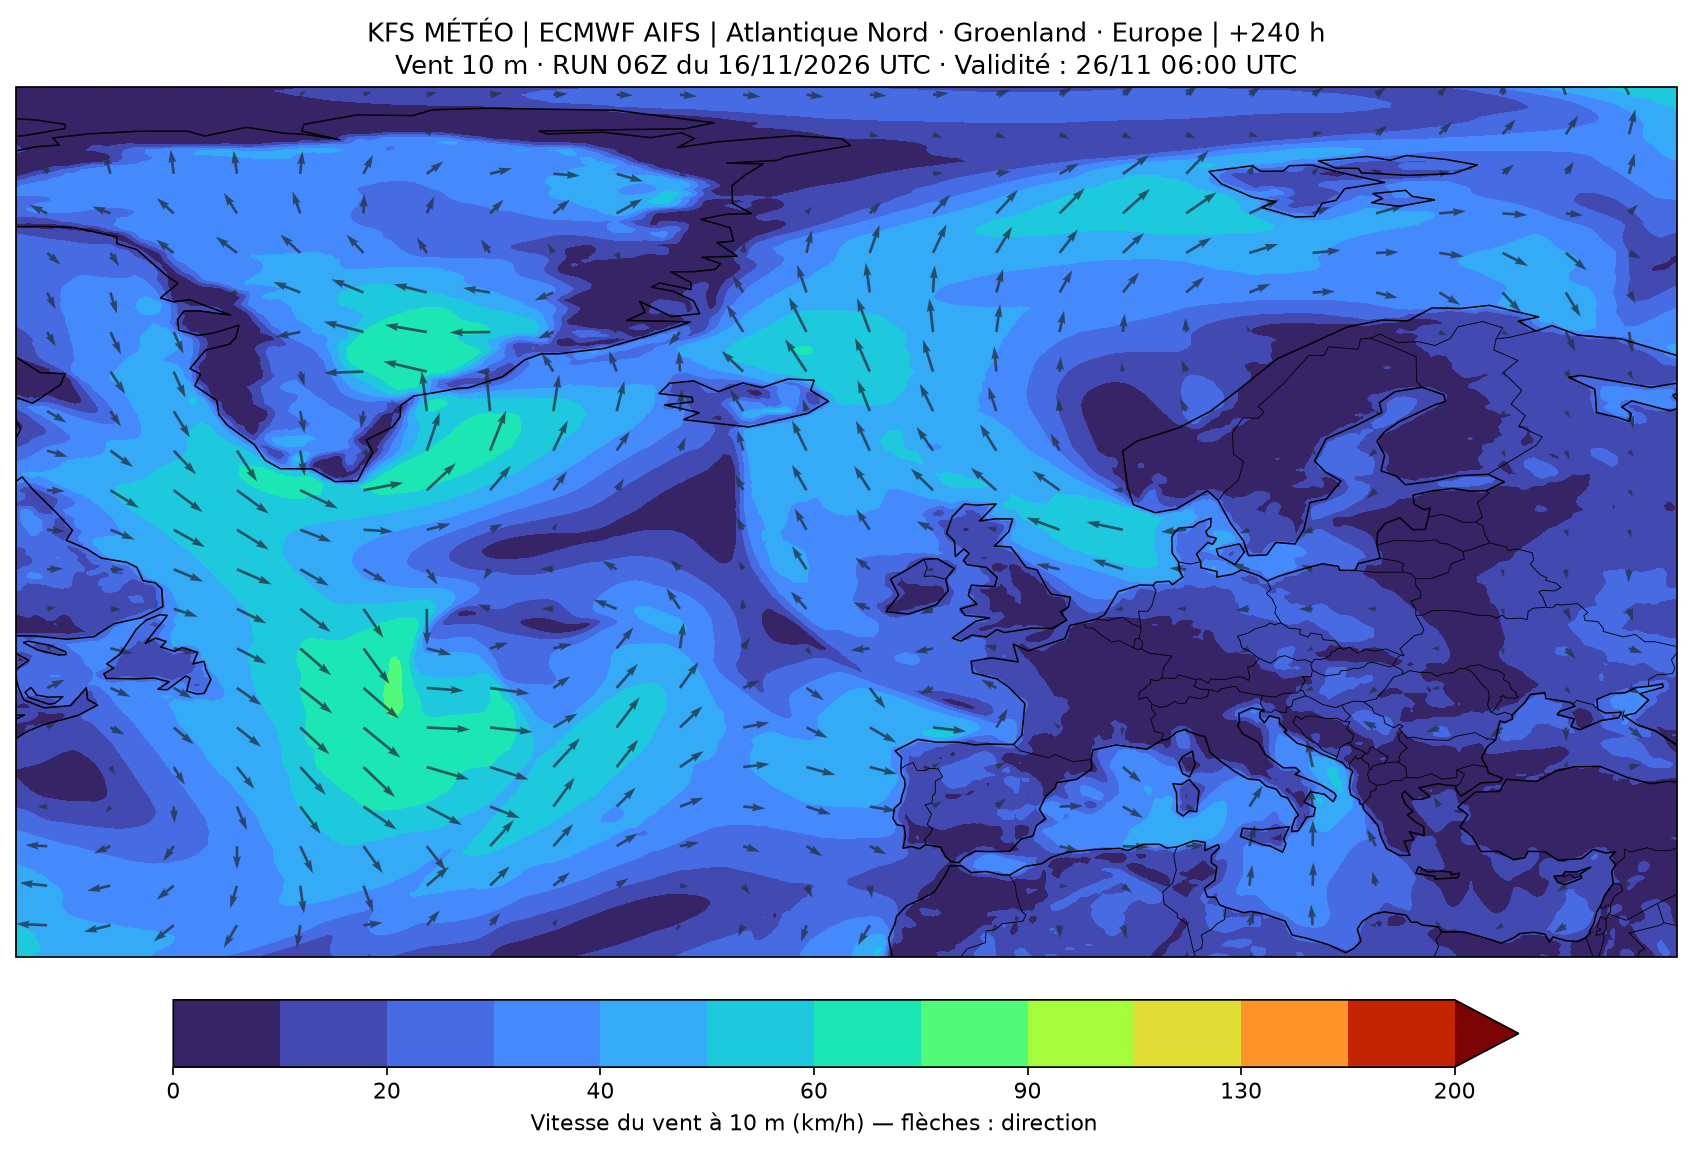 KFS MÉTÉO | ECMWF AIFS | Atlantique Nord · Groenland · Europe | +240 h
Vent 10 m · RUN 06Z du 16/11/2026 UTC · Validité : 26/11 06:00 UTC
0 20 40 60 90 130 200
Vitesse du vent à 10 m (km/h) — flèches : direction